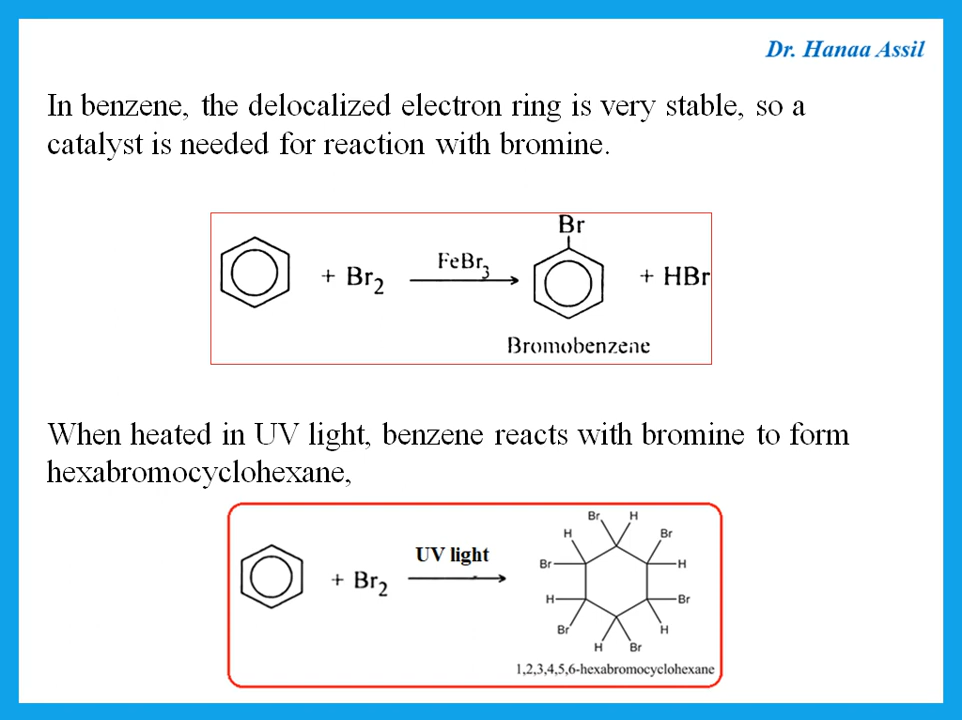 Dr. Hanaa Assil
In benzene, the delocalized electron ring is very stable, so a
catalyst is needed for reaction with bromine.
Br
+ Br2 FeBr3 + HBr
Bromobenzene
When heated in UV light, benzene reacts with bromine to form
hexabromocyclohexane,
Br H
H Br
UV light
Br H
+ Br2
H Br
Br H
H Br
1,2,3,4,5,6-hexabromocyclohexane